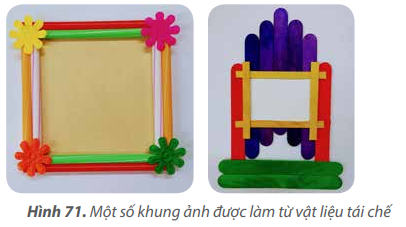 Hình 71. Một số khung ảnh được làm từ vật liệu tái chế